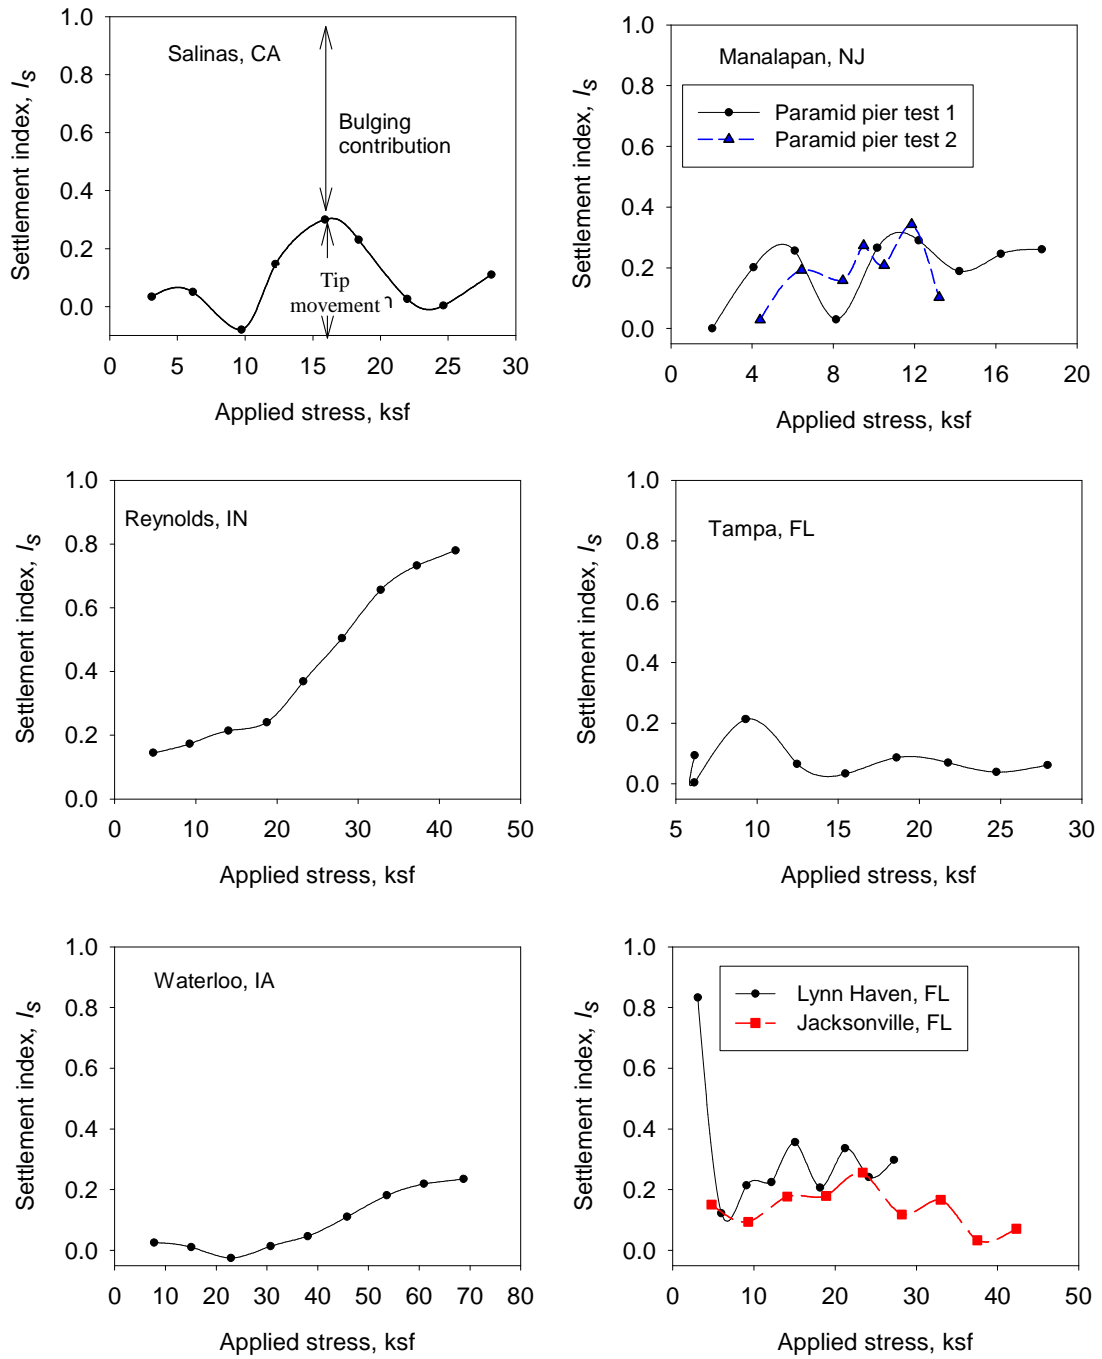 1.0
0.8
0.6
0.4
0.2
0.0
Settlement index, IS
Salinas, CA
Bulging
contribution
Tip
movement
0 5 10 15 20 25 30
Applied stress, ksf
1.0
0.8
0.6
0.4
0.2
0.0
Settlement index, IS
Manalapan, NJ
Paramid pier test 1
Paramid pier test 2
0 4 8 12 16 20
Applied stress, ksf
1.0
0.8
0.6
0.4
0.2
0.0
Settlement index, IS
Reynolds, IN
0 10 20 30 40 50
Applied stress, ksf
1.0
0.8
0.6
0.4
0.2
0.0
Settlement index, IS
Tampa, FL
5 10 15 20 25 30
Applied stress, ksf
1.0
0.8
0.6
0.4
0.2
0.0
Settlement index, IS
Waterloo, IA
0 10 20 30 40 50 60 70 80
Applied stress, ksf
1.0
0.8
0.6
0.4
0.2
0.0
Settlement index, IS
Lynn Haven, FL
Jacksonville, FL
0 10 20 30 40 50
Applied stress, ksf